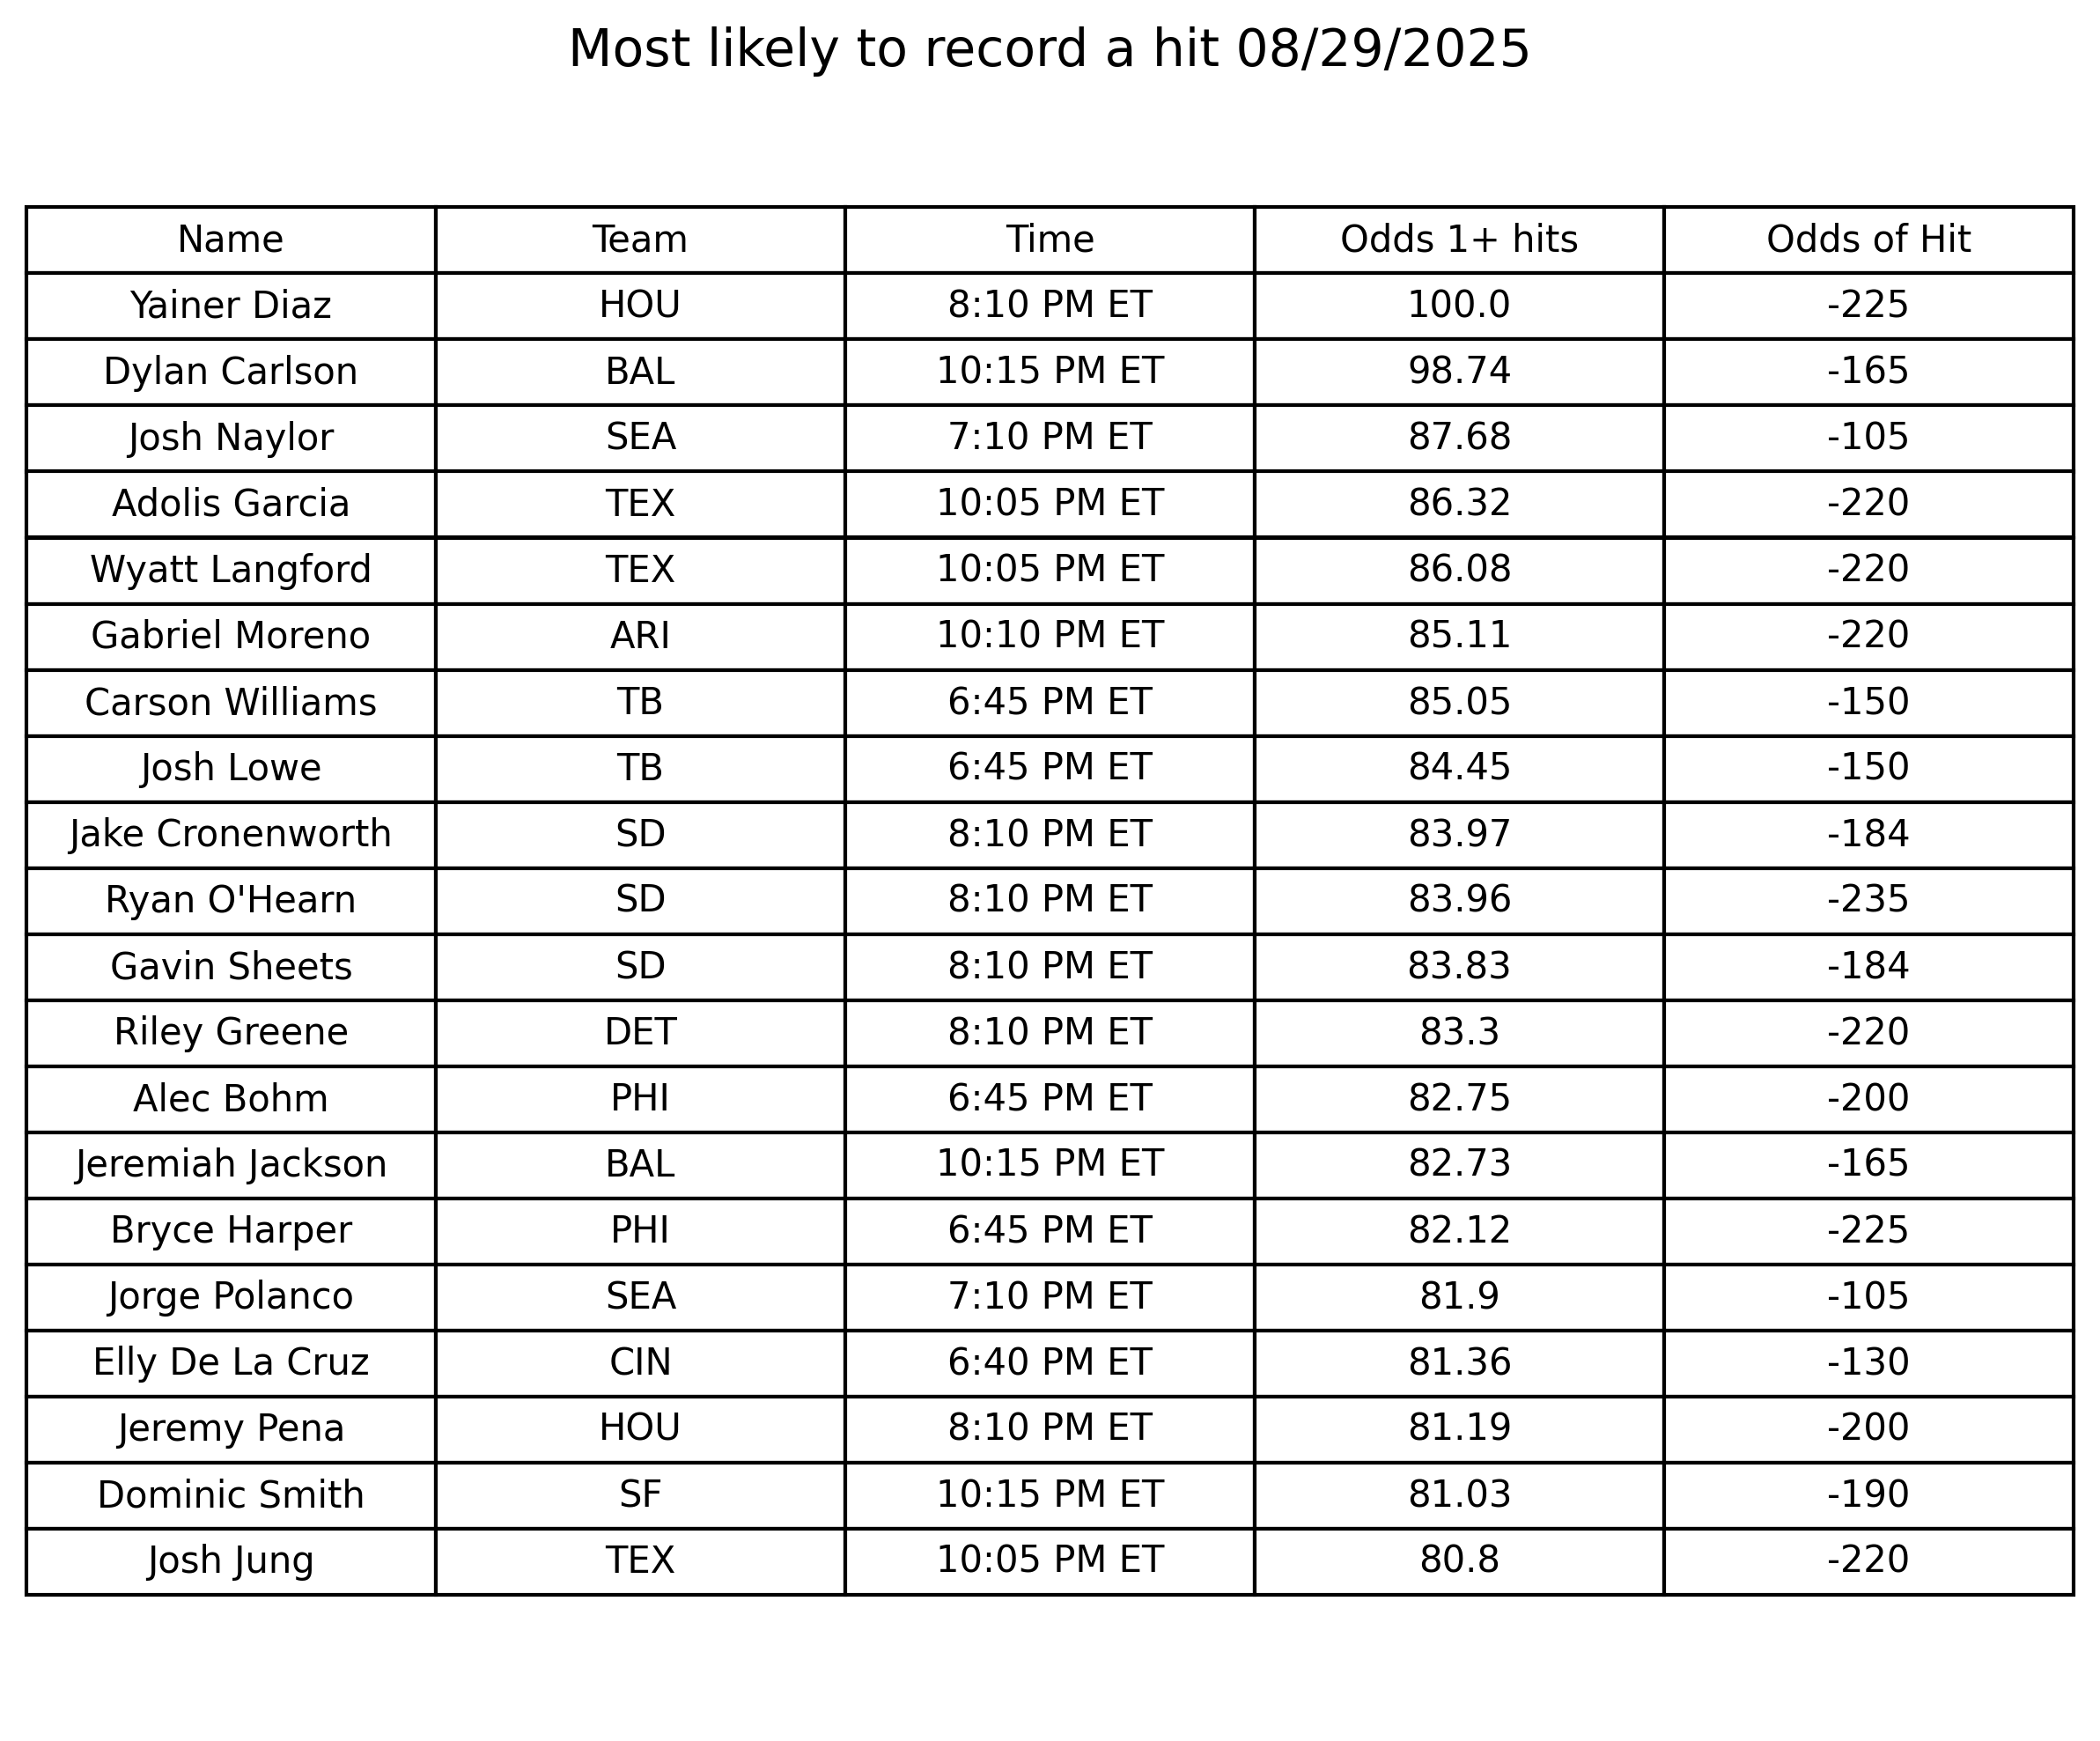 Most likely to record a hit 08/29/2025
Name Team Time Odds 1+ hits Odds of Hit
Yainer Diaz HOU 8:10 PM ET 100.0 -225
Dylan Carlson BAL 10:15 PM ET 98.74 -165
Josh Naylor SEA 7:10 PM ET 87.68 -105
Adolis Garcia TEX 10:05 PM ET 86.32 -220
Wyatt Langford TEX 10:05 PM ET 86.08 -220
Gabriel Moreno ARI 10:10 PM ET 85.11 -220
Carson Williams TB 6:45 PM ET 85.05 -150
Josh Lowe TB 6:45 PM ET 84.45 -150
Jake Cronenworth SD 8:10 PM ET 83.97 -184
Ryan O'Hearn SD 8:10 PM ET 83.96 -235
Gavin Sheets SD 8:10 PM ET 83.83 -184
Riley Greene DET 8:10 PM ET 83.3 -220
Alec Bohm PHI 6:45 PM ET 82.75 -200
Jeremiah Jackson BAL 10:15 PM ET 82.73 -165
Bryce Harper PHI 6:45 PM ET 82.12 -225
Jorge Polanco SEA 7:10 PM ET 81.9 -105
Elly De La Cruz CIN 6:40 PM ET 81.36 -130
Jeremy Pena HOU 8:10 PM ET 81.19 -200
Dominic Smith SF 10:15 PM ET 81.03 -190
Josh Jung TEX 10:05 PM ET 80.8 -220